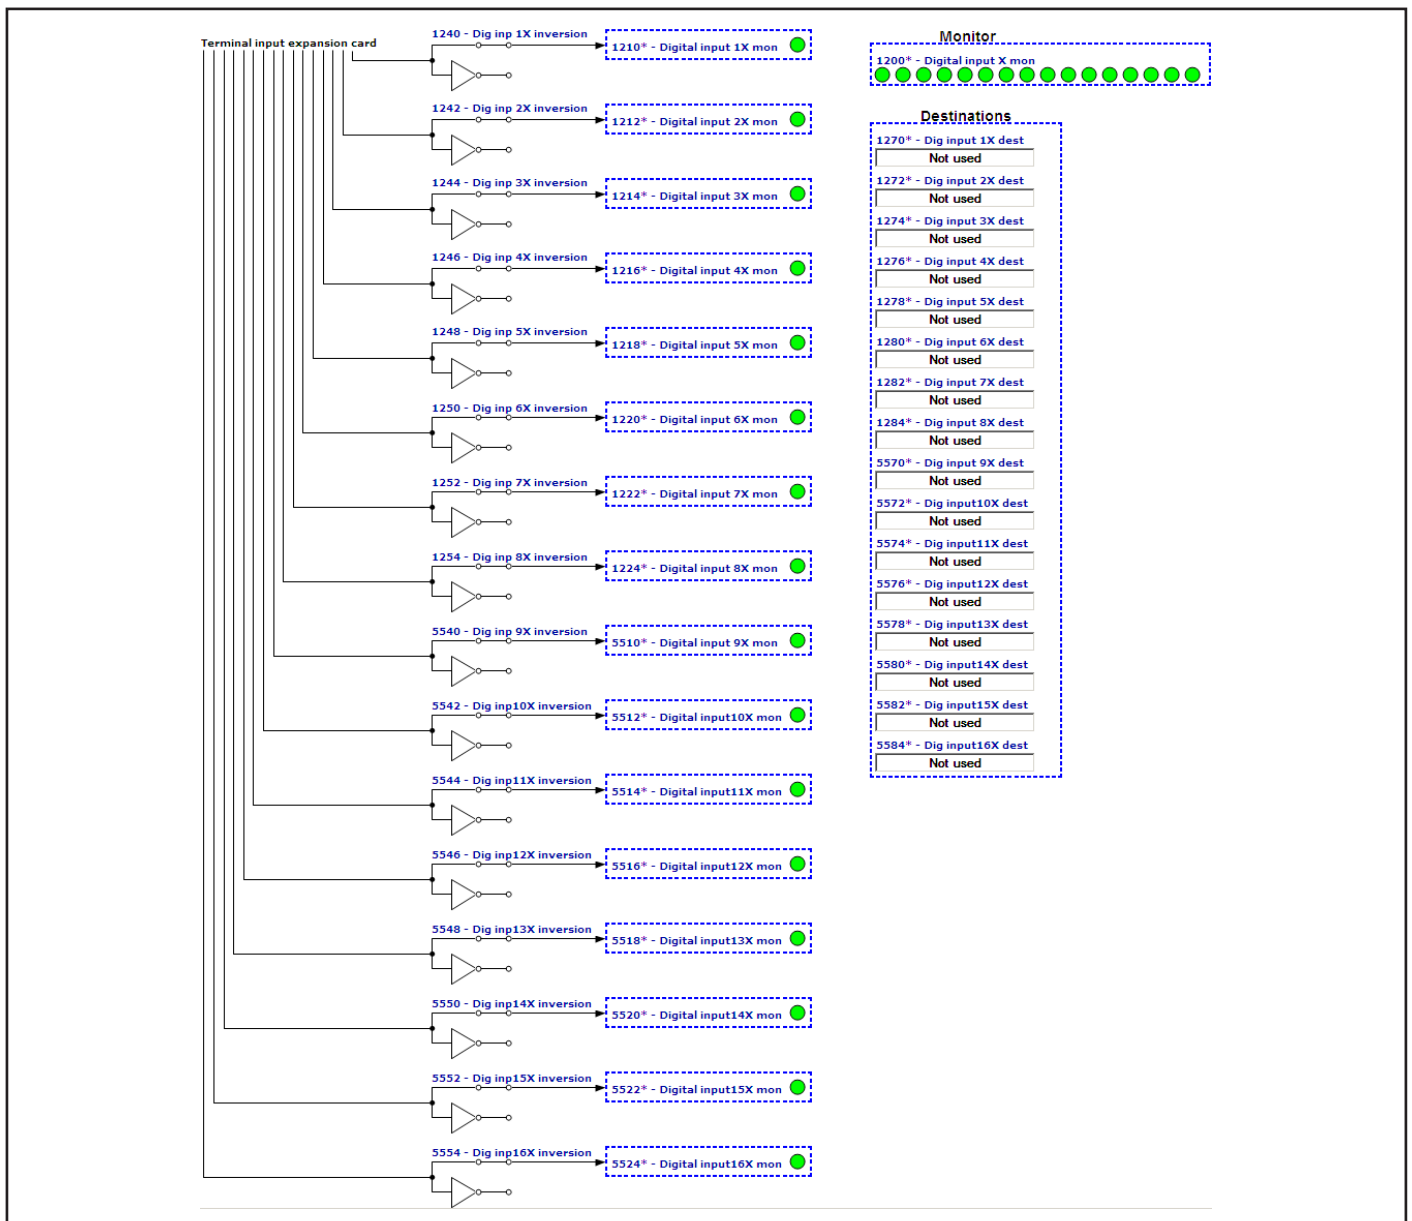 Terminal input expansion card
1240 - Dig inp 1X inversion
1210* - Digital input 1X mon
1242 - Dig inp 2X inversion
1212* - Digital input 2X mon
1244 - Dig inp 3X inversion
1214* - Digital input 3X mon
1246 - Dig inp 4X inversion
1216* - Digital input 4X mon
1248 - Dig inp 5X inversion
1218* - Digital input 5X mon
1250 - Dig inp 6X inversion
1220* - Digital input 6X mon
1252 - Dig inp 7X inversion
1222* - Digital input 7X mon
1254 - Dig inp 8X inversion
1224* - Digital input 8X mon
5540 - Dig inp 9X inversion
5510* - Digital input 9X mon
5542 - Dig inp10X inversion
5512* - Digital input10X mon
5544 - Dig inp11X inversion
5514* - Digital input11X mon
5546 - Dig inp12X inversion
5516* - Digital input12X mon
5548 - Dig inp13X inversion
5518* - Digital input13X mon
5550 - Dig inp14X inversion
5520* - Digital input14X mon
5552 - Dig inp15X inversion
5522* - Digital input15X mon
5554 - Dig inp16X inversion
5524* - Digital input16X mon
Monitor
1200* - Digital input X mon
Destinations
1270* - Dig input 1X dest
Not used
1272* - Dig input 2X dest
Not used
1274* - Dig input 3X dest
Not used
1276* - Dig input 4X dest
Not used
1278* - Dig input 5X dest
Not used
1280* - Dig input 6X dest
Not used
1282* - Dig input 7X dest
Not used
1284* - Dig input 8X dest
Not used
5570* - Dig input 9X dest
Not used
5572* - Dig input10X dest
Not used
5574* - Dig input11X dest
Not used
5576* - Dig input12X dest
Not used
5578* - Dig input13X dest
Not used
5580* - Dig input14X dest
Not used
5582* - Dig input15X dest
Not used
5584* - Dig input16X dest
Not used